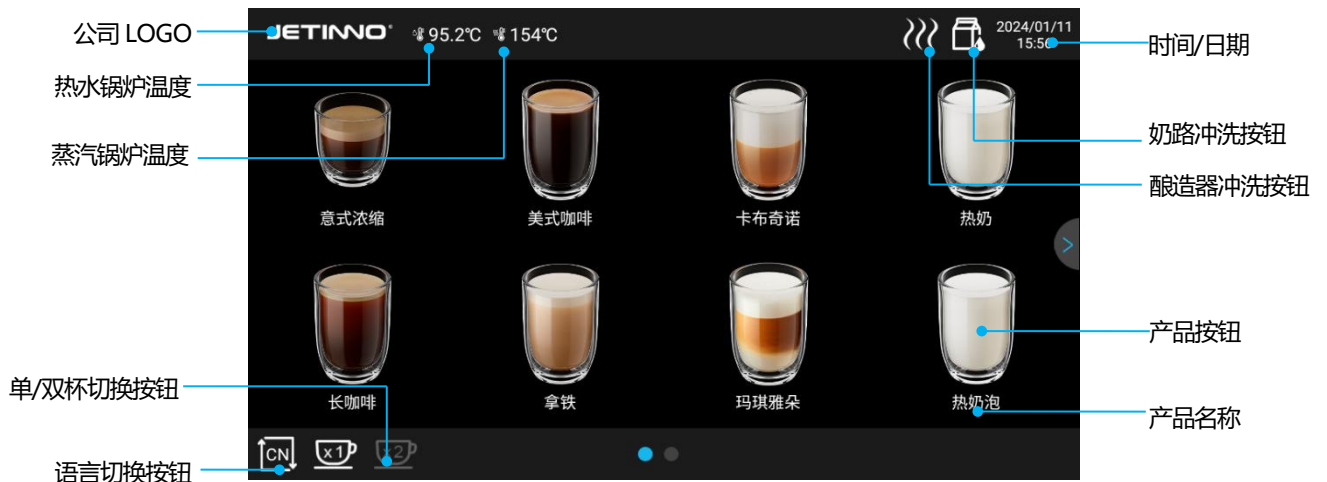 公司 LOGO
JETINNO
95.2℃
154℃
2024/01/11
15:56
时间/日期
热水锅炉温度
蒸汽锅炉温度
奶路冲洗按钮
酿造器冲洗按钮
意式浓缩
美式咖啡
卡布奇诺
热奶
>
产品按钮
单/双杯切换按钮
长咖啡
拿铁
玛琪雅朵
热奶泡
产品名称
CN
x1
x2
语言切换按钮